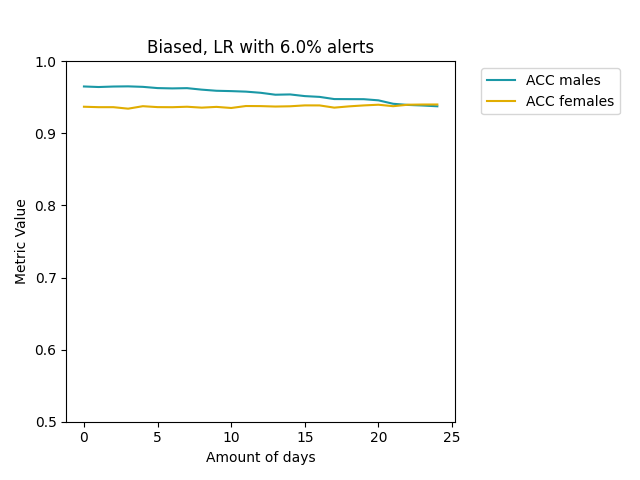 Biased, LR with 6.0% alerts
ACC males
ACC females
1.0
0.9
0.8
0.7
0.6
0.5
Metric Value
0 5 10 15 20 25
Amount of days